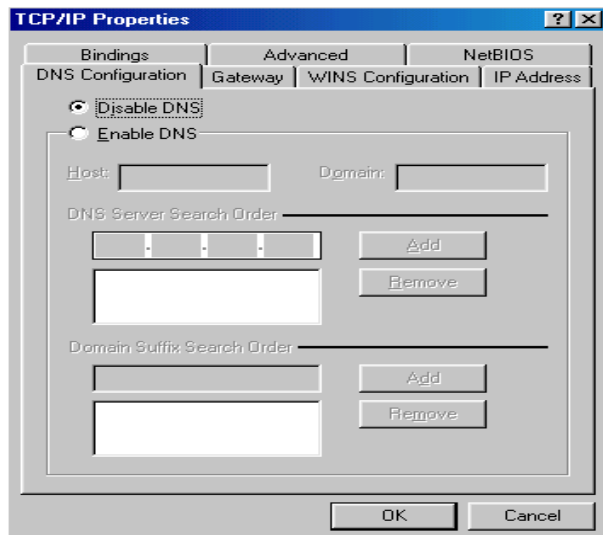 TCP/IP Properties
Bindings Advanced NetBIOS
DNS Configuration Gateway WINS Configuration IP Address
Disable DNS
Enable DNS
Host: Domain:
DNS Server Search Order
. . . Add
Remove
Domain Suffix Search Order
Add
Remove
OK Cancel